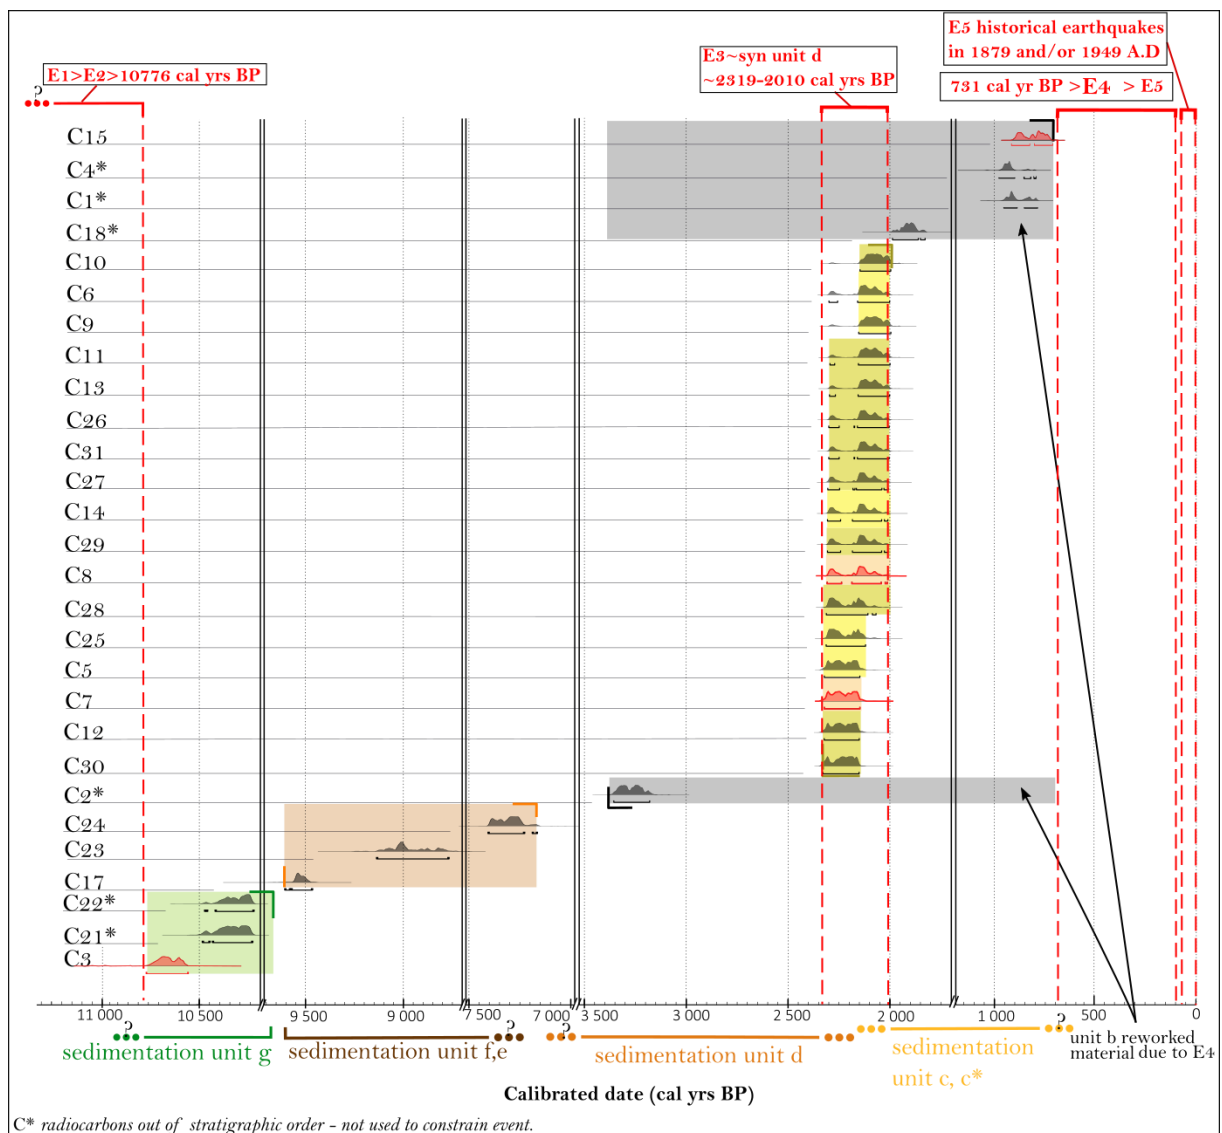 E5 historical earthquakes
in 1879 and/or 1949 A.D
E3~syn unit d
~2319-2010 cal yrs BP
E1>E2>10776 cal yrs BP
731 cal yr BP >E4 > E5
?
C15
C4*
C1*
C18*
C10
C6
C9
C11
C13
C26
C31
C27
C14
C29
C8
C28
C25
C5
C7
C12
C30
C2*
C24
C23
C17
C22*
C21*
C3
11 000 10 500 9 500 9 000 7 500 7 000 3 500 3 000 2 500 2 000 1 000 500 0
? ? ? ? ?
sedimentation unit g
sedimentation unit f,e
sedimentation unit d
sedimentation
unit c, c*
unit b reworked
material due to E4
Calibrated date (cal yrs BP)
C* radiocarbons out of stratigraphic order - not used to constrain event.